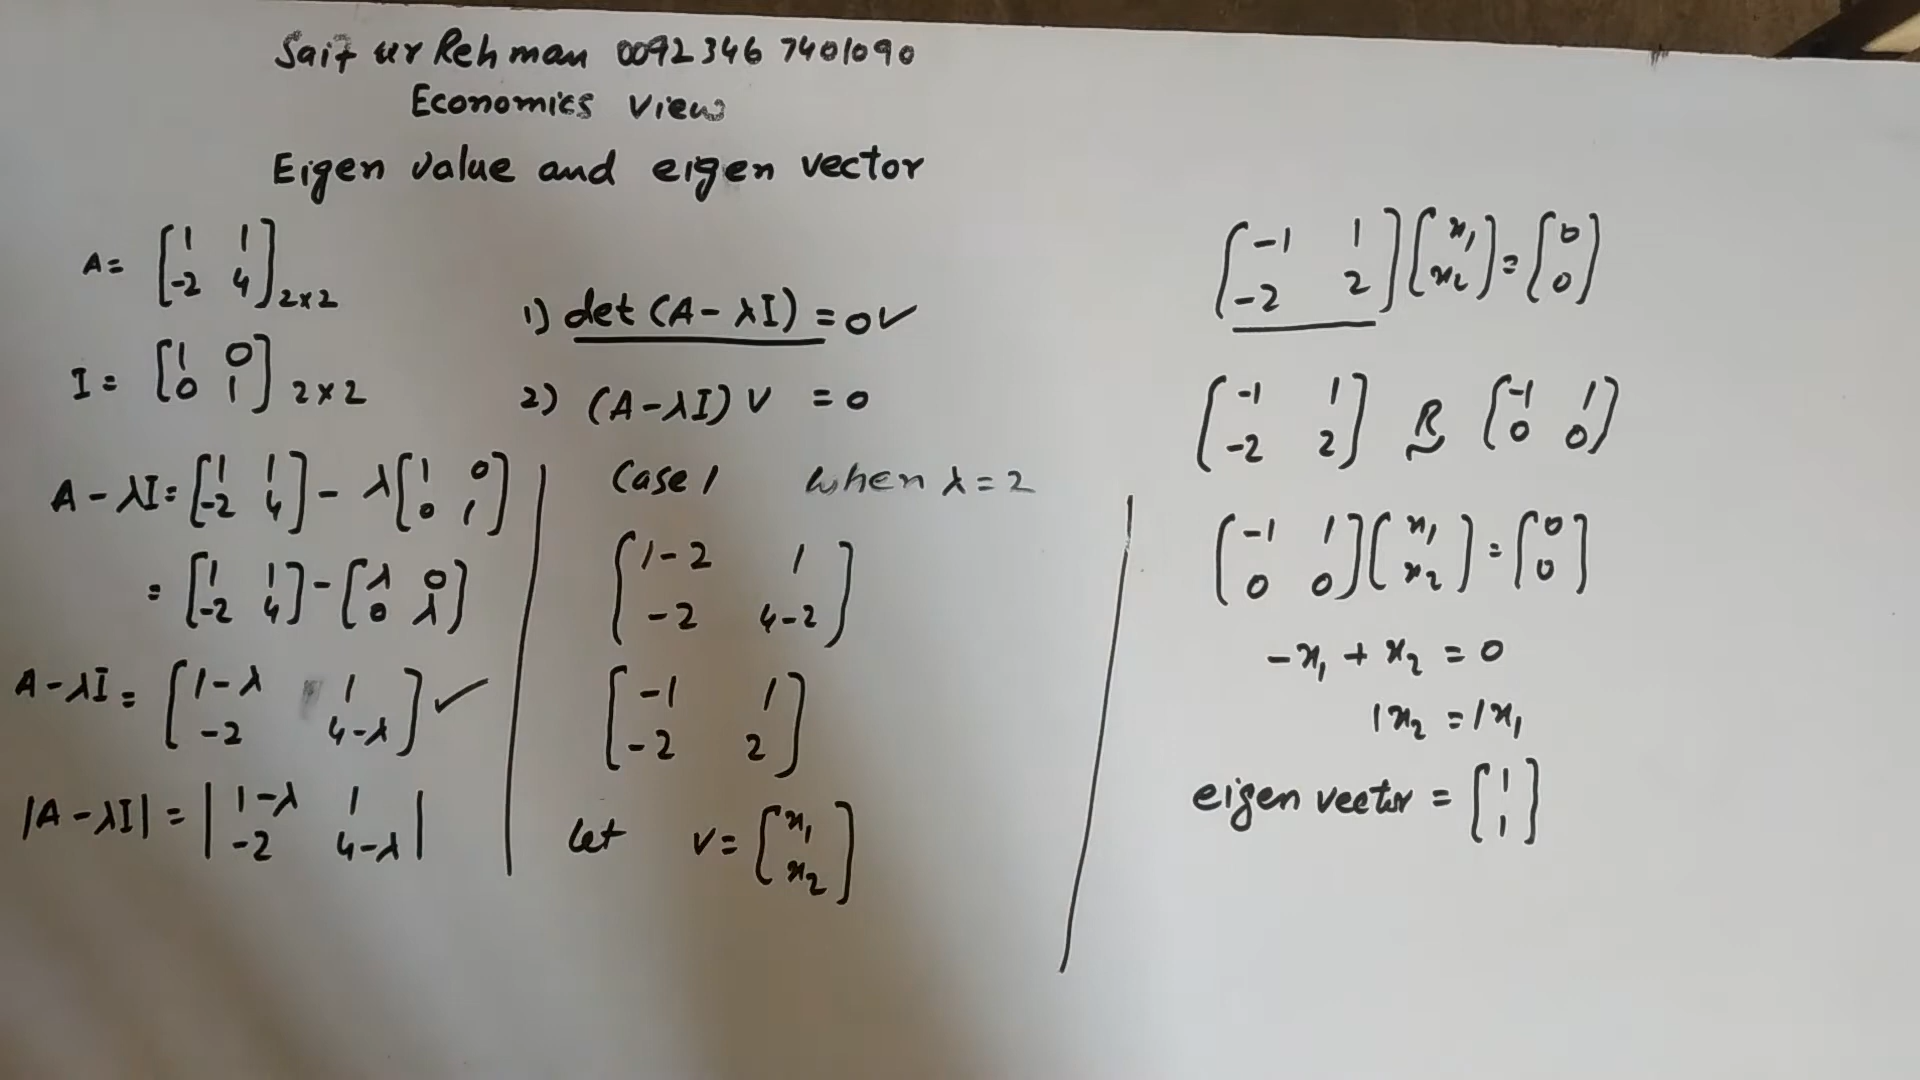 Saif ur Rehman 0092 346 7401090
Economics View
Eigen value and eigen vector
A= [1 1
-2 4] 2x2
I= [1 0
0 1] 2x2
A-λI= [1 1
-2 4] - λ[1 0
0 1]
= [1 1
-2 4] - [λ 0
0 λ]
A-λI= [1-λ 1
-2 4-λ] ✓
|A-λI| = |1-λ 1
-2 4-λ|
1) det (A-λI) = 0 ✓
2) (A-λI) V = 0
Case 1 when λ=2
[1-2 1
-2 4-2]
[-1 1
-2 2]
let V= [x₁
x₂]
[-1 1
-2 2] [x₁
x₂] = [0
0]
[-1 1
-2 2] R~ [-1 1
0 0]
[-1 1
0 0] [x₁
x₂] = [0
0]
-x₁ + x₂ = 0
1x₂ = 1x₁
eigen vector = [1
1]